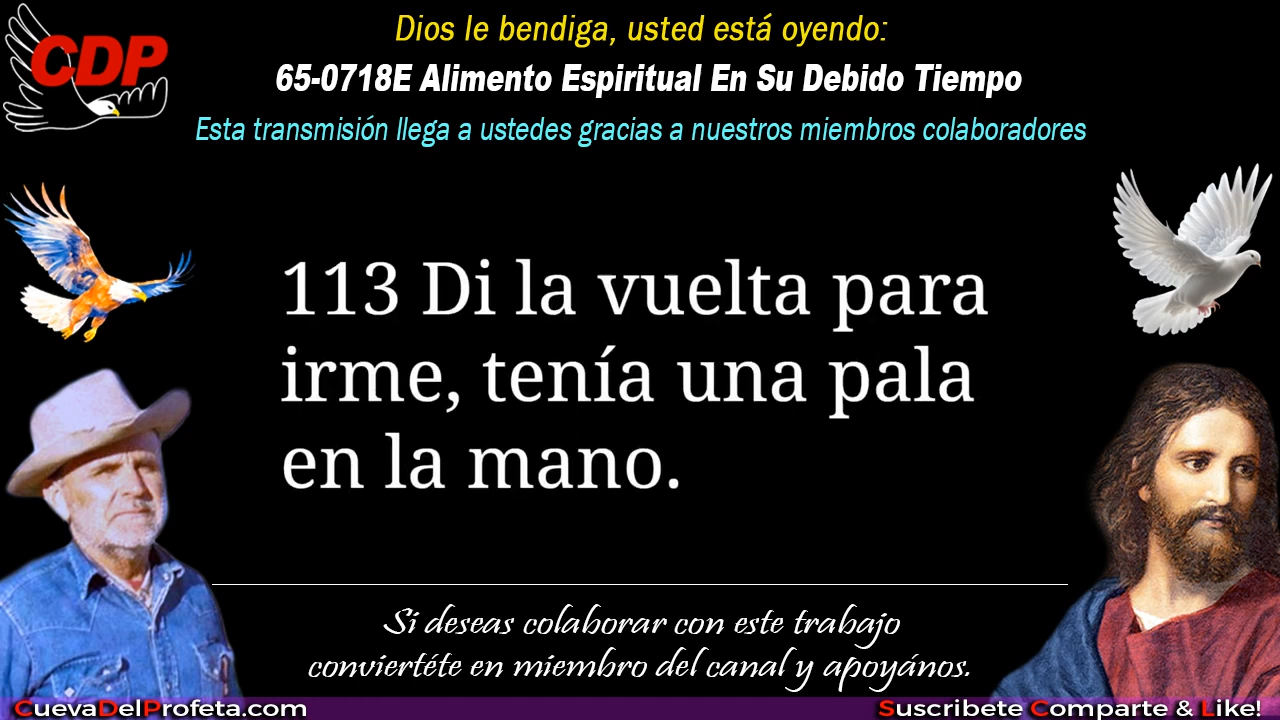 CDP
Dios le bendiga, usted está oyendo:
65-0718E Alimento Espiritual En Su Debido Tiempo
Esta transmisión llega a ustedes gracias a nuestros miembros colaboradores
113 Di la vuelta para
irme, tenía una pala
en la mano.
Si deseas colaborar con este trabajo
conviertéte en miembro del canal y apoyános.
CuevaDelProfeta.com
Suscribete Comparte & Like!